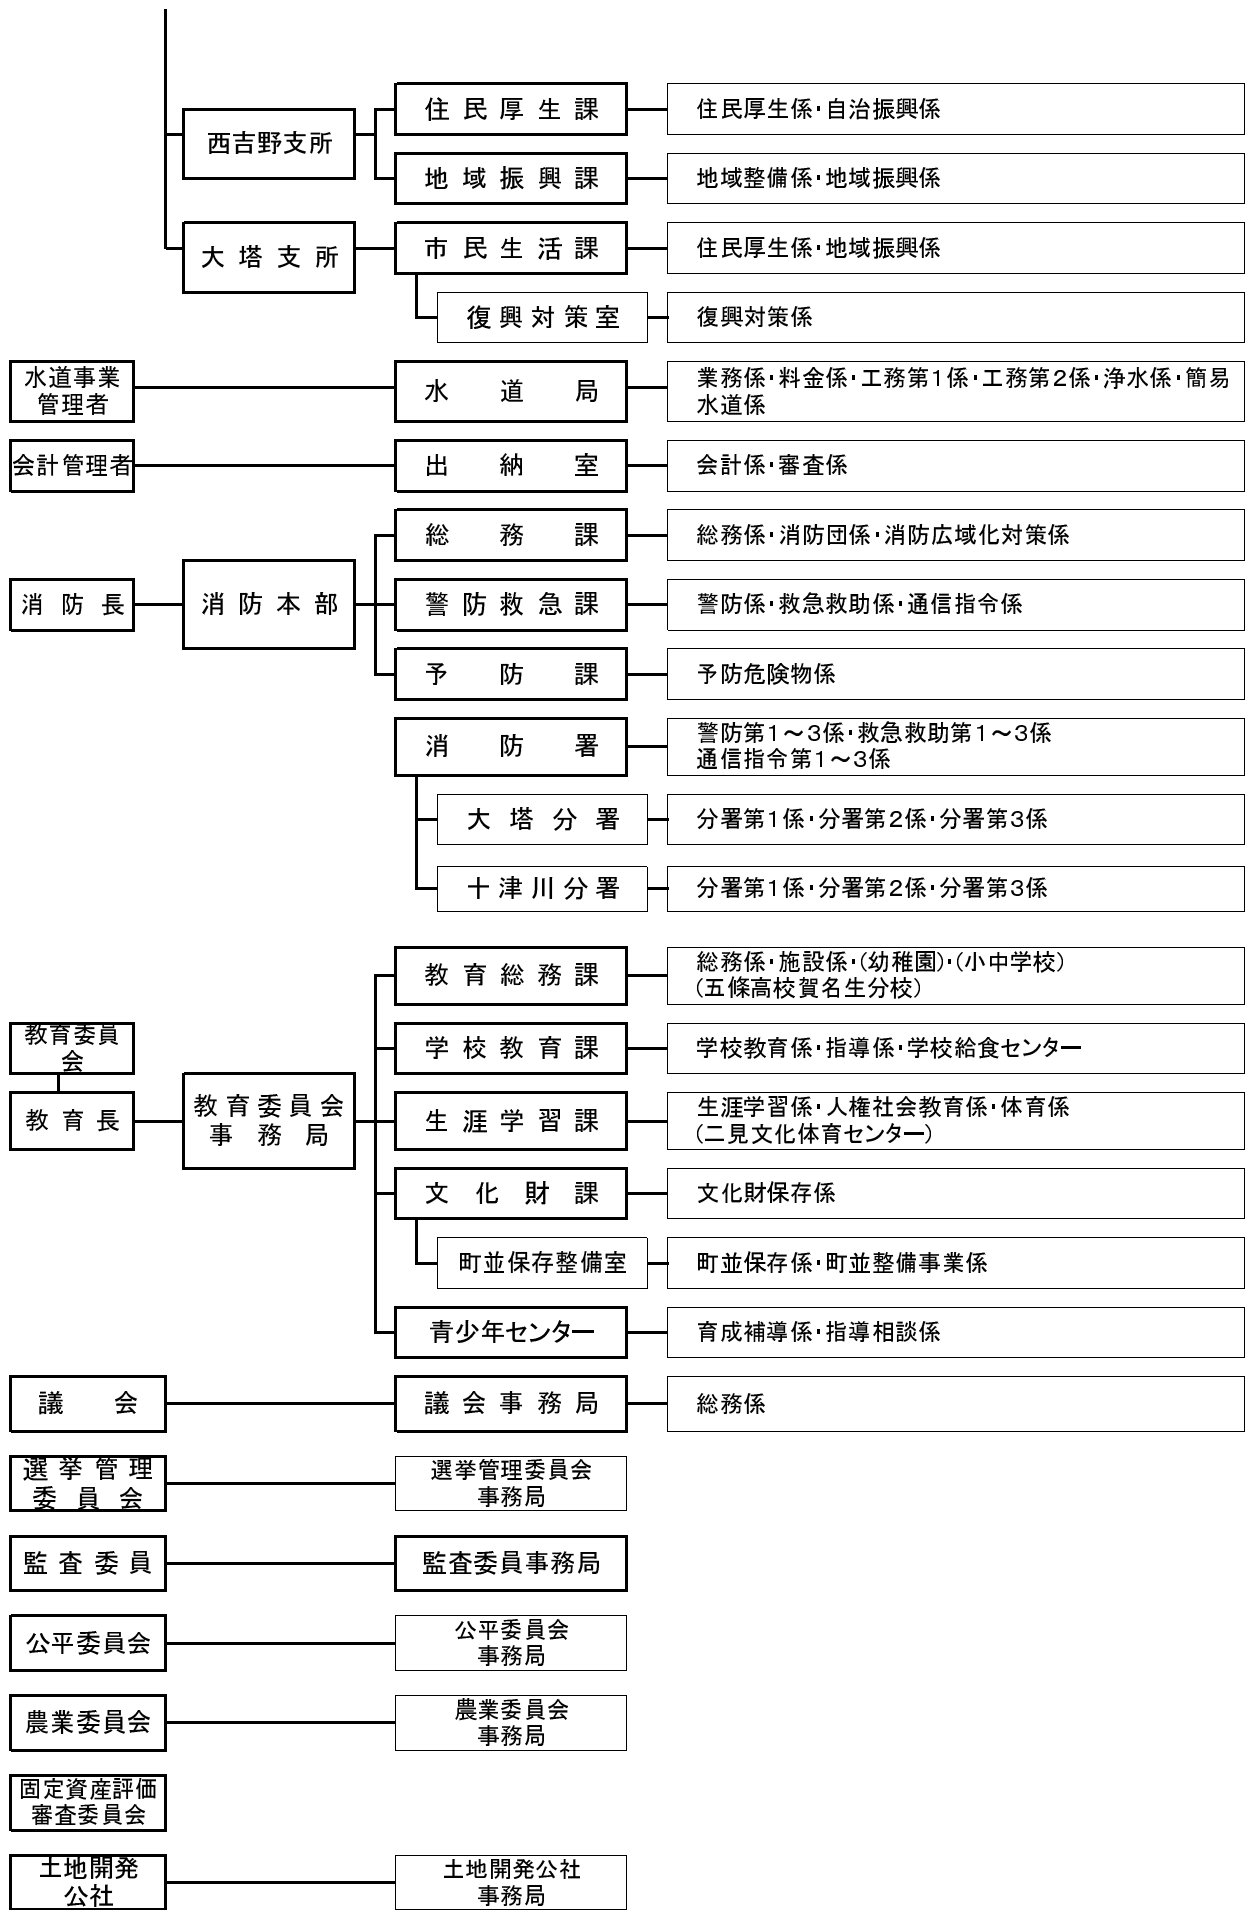 西吉野支所
住民厚生課
住民厚生係・自治振興係
地域振興課
地域整備係・地域振興係
大塔支所
市民生活課
住民厚生係・地域振興係
復興対策室
復興対策係
水道事業
管理者
水道局
業務係・料金係・工務第1係・工務第2係・浄水係・簡易
水道係
会計管理者
出納室
会計係・審査係
消防長
消防本部
総務課
総務係・消防団係・消防広域化対策係
警防救急課
警防係・救急救助係・通信指令係
予防課
予防危険物係
消防署
警防第1～3係・救急救助第1～3係
通信指令第1～3係
大塔分署
分署第1係・分署第2係・分署第3係
十津川分署
分署第1係・分署第2係・分署第3係
教育委員
会
教育長
教育委員会
事務局
教育総務課
総務係・施設係・(幼稚園)・(小中学校)
(五條高校賀名生分校)
学校教育課
学校教育係・指導係・学校給食センター
生涯学習課
生涯学習係・人権社会教育係・体育係
(二見文化体育センター)
文化財課
文化財保存係
町並保存整備室
町並保存係・町並整備事業係
青少年センター
育成補導係・指導相談係
議会
議会事務局
総務係
選挙管理
委員会
選挙管理委員会
事務局
監査委員
監査委員事務局
公平委員会
公平委員会
事務局
農業委員会
農業委員会
事務局
固定資産評価
審査委員会
土地開発
公社
土地開発公社
事務局